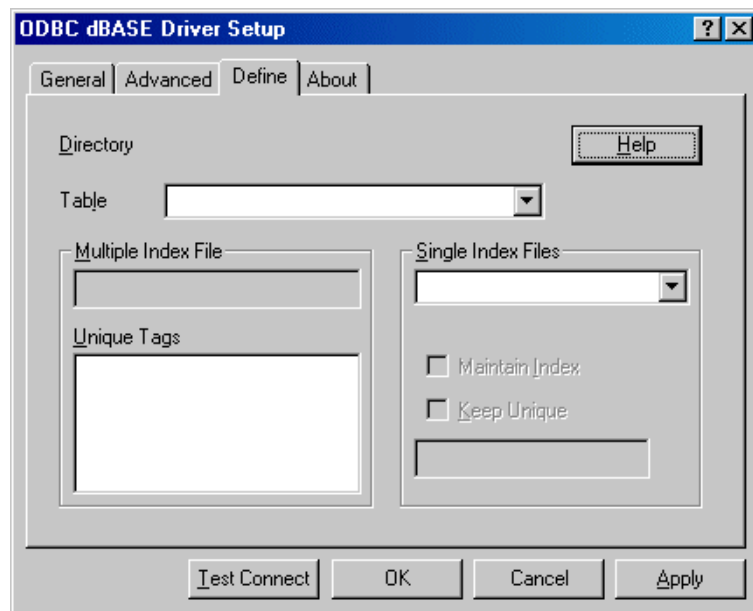 ODBC dBASE Driver Setup
General Advanced Define About
Directory Help
Table
Multiple Index File Single Index Files
Unique Tags
Maintain Index
Keep Unique
Test Connect OK Cancel Apply